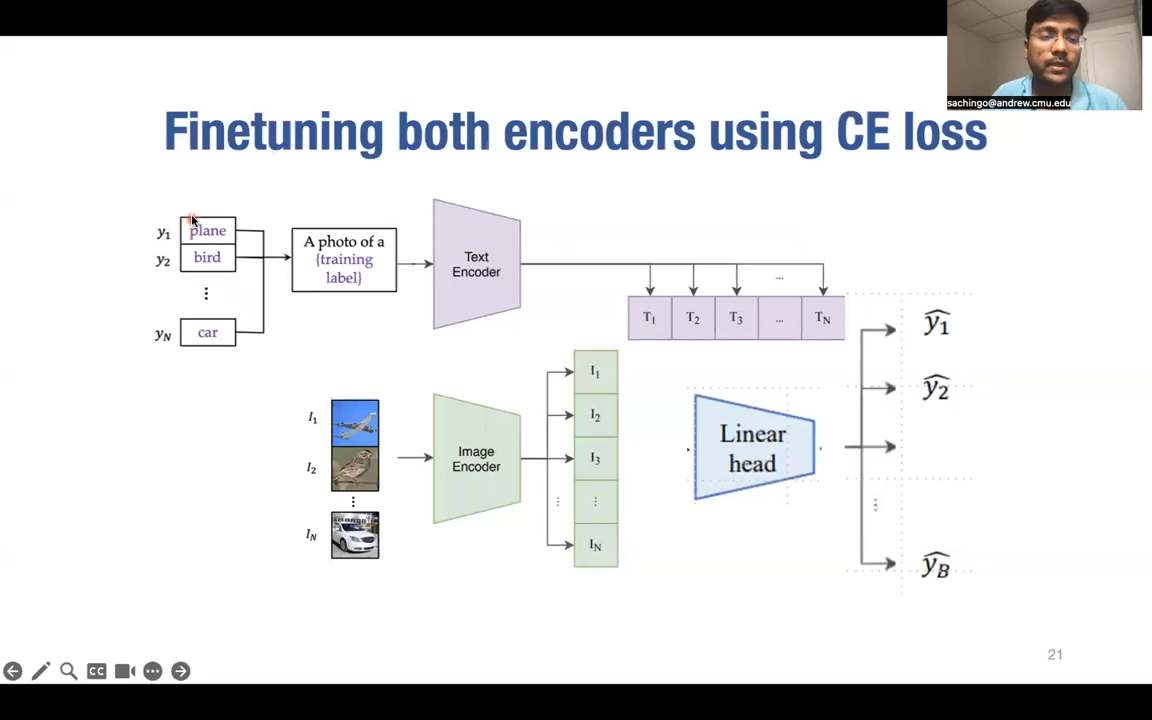 sachingo@andrew.cmu.edu
Finetuning both encoders using CE loss
y1 plane
y2 bird
⋮
yN car
A photo of a
{training
label}
Text
Encoder
T1 T2 T3 ... TN
I1
I2
⋮
IN
Image
Encoder
I1
I2
I3
⋮ ⋮
IN
Linear
head
ŷ1
ŷ2
⋮
ŷB
21
CC